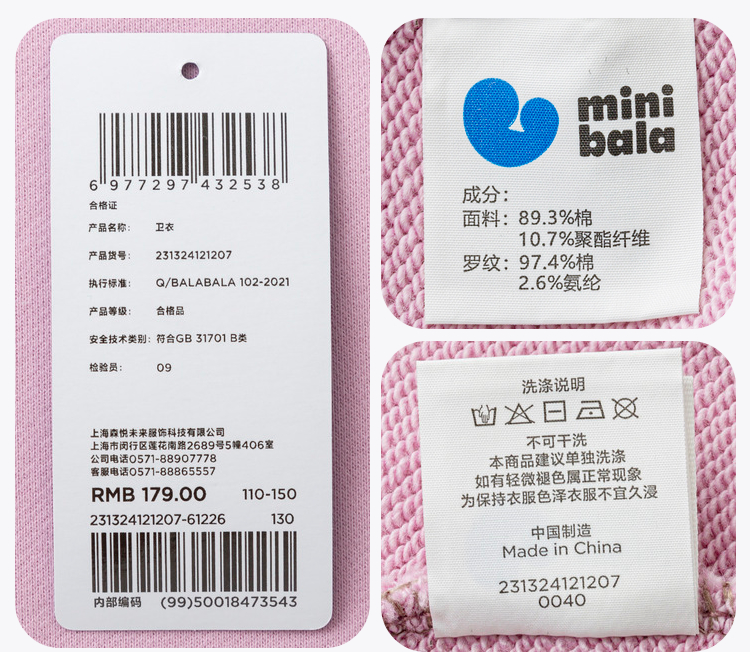 6 977297 432538
合格证
产品名称： 卫衣
产品货号： 231324121207
执行标准： Q/BALABALA 102-2021
产品等级： 合格品
安全技术类别：符合GB 31701 B类
检验员： 09
上海森悦未来服饰科技有限公司
上海市闵行区莲花南路2689号5幢406室
公司电话0571-88907778
客服电话0571-88865557
RMB 179.00 110-150
231324121207-61226 130
内部编码 (99)50018473543
mini
bala
成分：
面料：89.3%棉
10.7%聚酯纤维
罗纹：97.4%棉
2.6%氨纶
洗涤说明
不可干洗
本商品建议单独洗涤
如有轻微褪色属正常现象
为保持衣服色泽衣服不宜久浸
中国制造
Made in China
231324121207
0040